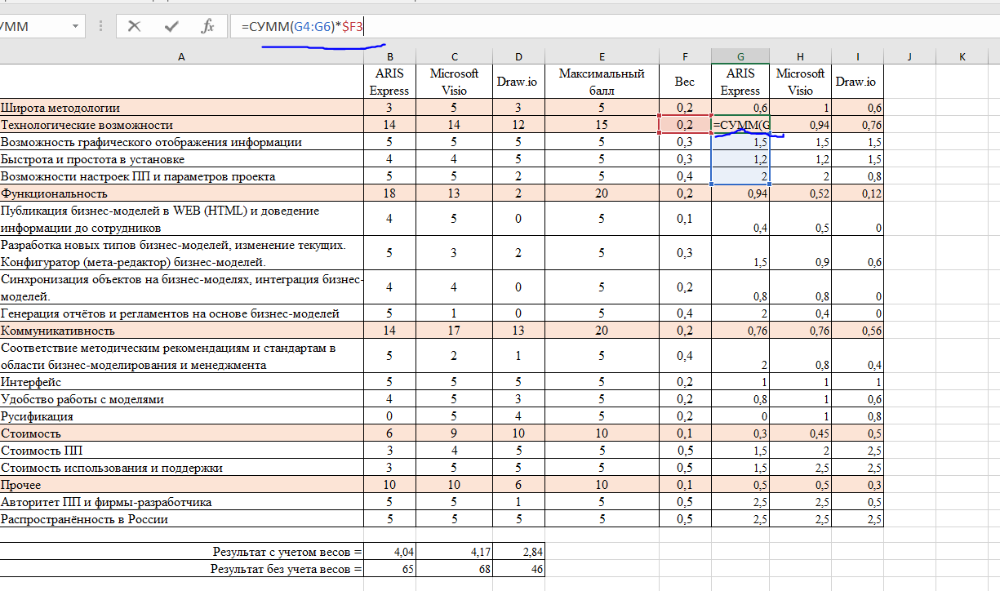 УММ =СУММ(G4:G6)*$F3
A B C D E F G H I J K
ARIS Express Microsoft Visio Draw.io Максимальный балл Вес ARIS Express Microsoft Visio Draw.io
Широта методологии 3 5 3 5 0,2 0,6 1 0,6
Технологические возможности 14 14 12 15 0,2 =СУММ(G 0,94 0,76
Возможность графического отображения информации 5 5 5 5 0,3 1,5 1,5 1,5
Быстрота и простота в установке 4 4 5 5 0,3 1,2 1,2 1,5
Возможности настроек ПП и параметров проекта 5 5 2 5 0,4 2 2 0,8
Функциональность 18 13 2 20 0,2 0,94 0,52 0,12
Публикация бизнес-моделей в WEB (HTML) и доведение
информации до сотрудников 4 5 0 5 0,1 0,4 0,5 0
Разработка новых типов бизнес-моделей, изменение текущих.
Конфигуратор (мета-редактор) бизнес-моделей. 5 3 2 5 0,3 1,5 0,9 0,6
Синхронизация объектов на бизнес-моделях, интеграция бизнес-
моделей. 4 4 0 5 0,2 0,8 0,8 0
Генерация отчётов и регламентов на основе бизнес-моделей 5 1 0 5 0,4 2 0,4 0
Коммуникативность 14 17 13 20 0,2 0,76 0,76 0,56
Соответствие методическим рекомендациям и стандартам в
области бизнес-моделирования и менеджмента 5 2 1 5 0,4 2 0,8 0,4
Интерфейс 5 5 5 5 0,2 1 1 1
Удобство работы с моделями 4 5 3 5 0,2 0,8 1 0,6
Русификация 0 5 4 5 0,2 0 1 0,8
Стоимость 6 9 10 10 0,1 0,3 0,45 0,5
Стоимость ПП 3 4 5 5 0,5 1,5 2 2,5
Стоимость использования и поддержки 3 5 5 5 0,5 1,5 2,5 2,5
Прочее 10 10 6 10 0,1 0,5 0,5 0,3
Авторитет ПП и фирмы-разработчика 5 5 1 5 0,5 2,5 2,5 0,5
Распространённость в России 5 5 5 5 0,5 2,5 2,5 2,5
Результат с учетом весов = 4,04 4,17 2,84
Результат без учета весов = 65 68 46